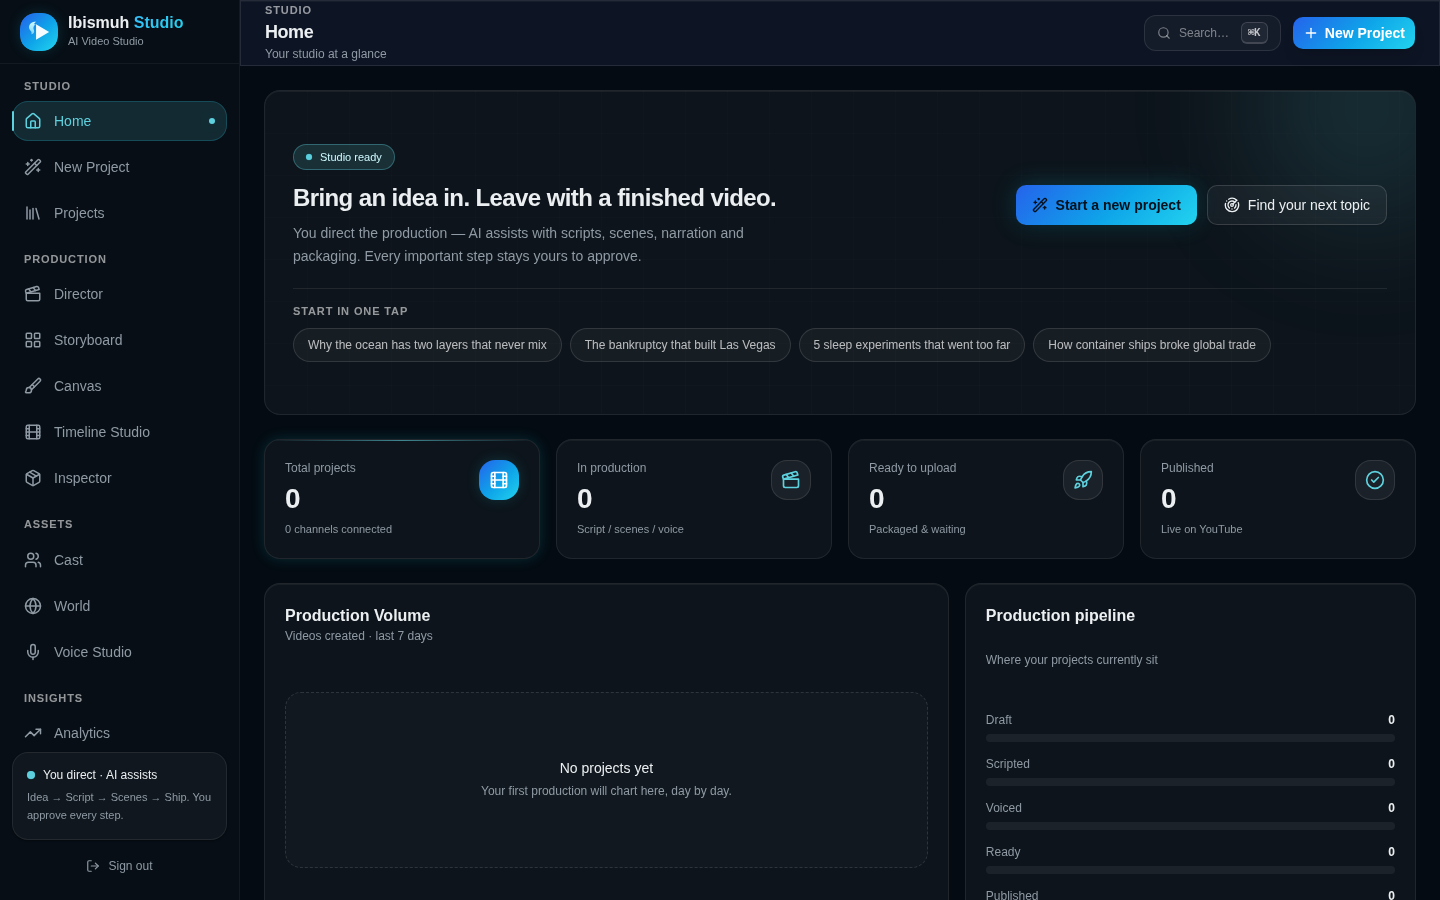 Ibismuh Studio
AI Video Studio
STUDIO
Home
New Project
Projects
PRODUCTION
Director
Storyboard
Canvas
Timeline Studio
Inspector
ASSETS
Cast
World
Voice Studio
INSIGHTS
Analytics
You direct · AI assists
Idea → Script → Scenes → Ship. You
approve every step.
Sign out
STUDIO
Home
Your studio at a glance
Search…
⌘K
New Project
Studio ready
Bring an idea in. Leave with a finished video.
You direct the production — AI assists with scripts, scenes, narration and
packaging. Every important step stays yours to approve.
Start a new project
Find your next topic
START IN ONE TAP
Why the ocean has two layers that never mix
The bankruptcy that built Las Vegas
5 sleep experiments that went too far
How container ships broke global trade
Total projects
0
0 channels connected
In production
0
Script / scenes / voice
Ready to upload
0
Packaged & waiting
Published
0
Live on YouTube
Production Volume
Videos created · last 7 days
No projects yet
Your first production will chart here, day by day.
Production pipeline
Where your projects currently sit
Draft 0
Scripted 0
Voiced 0
Ready 0
Published 0